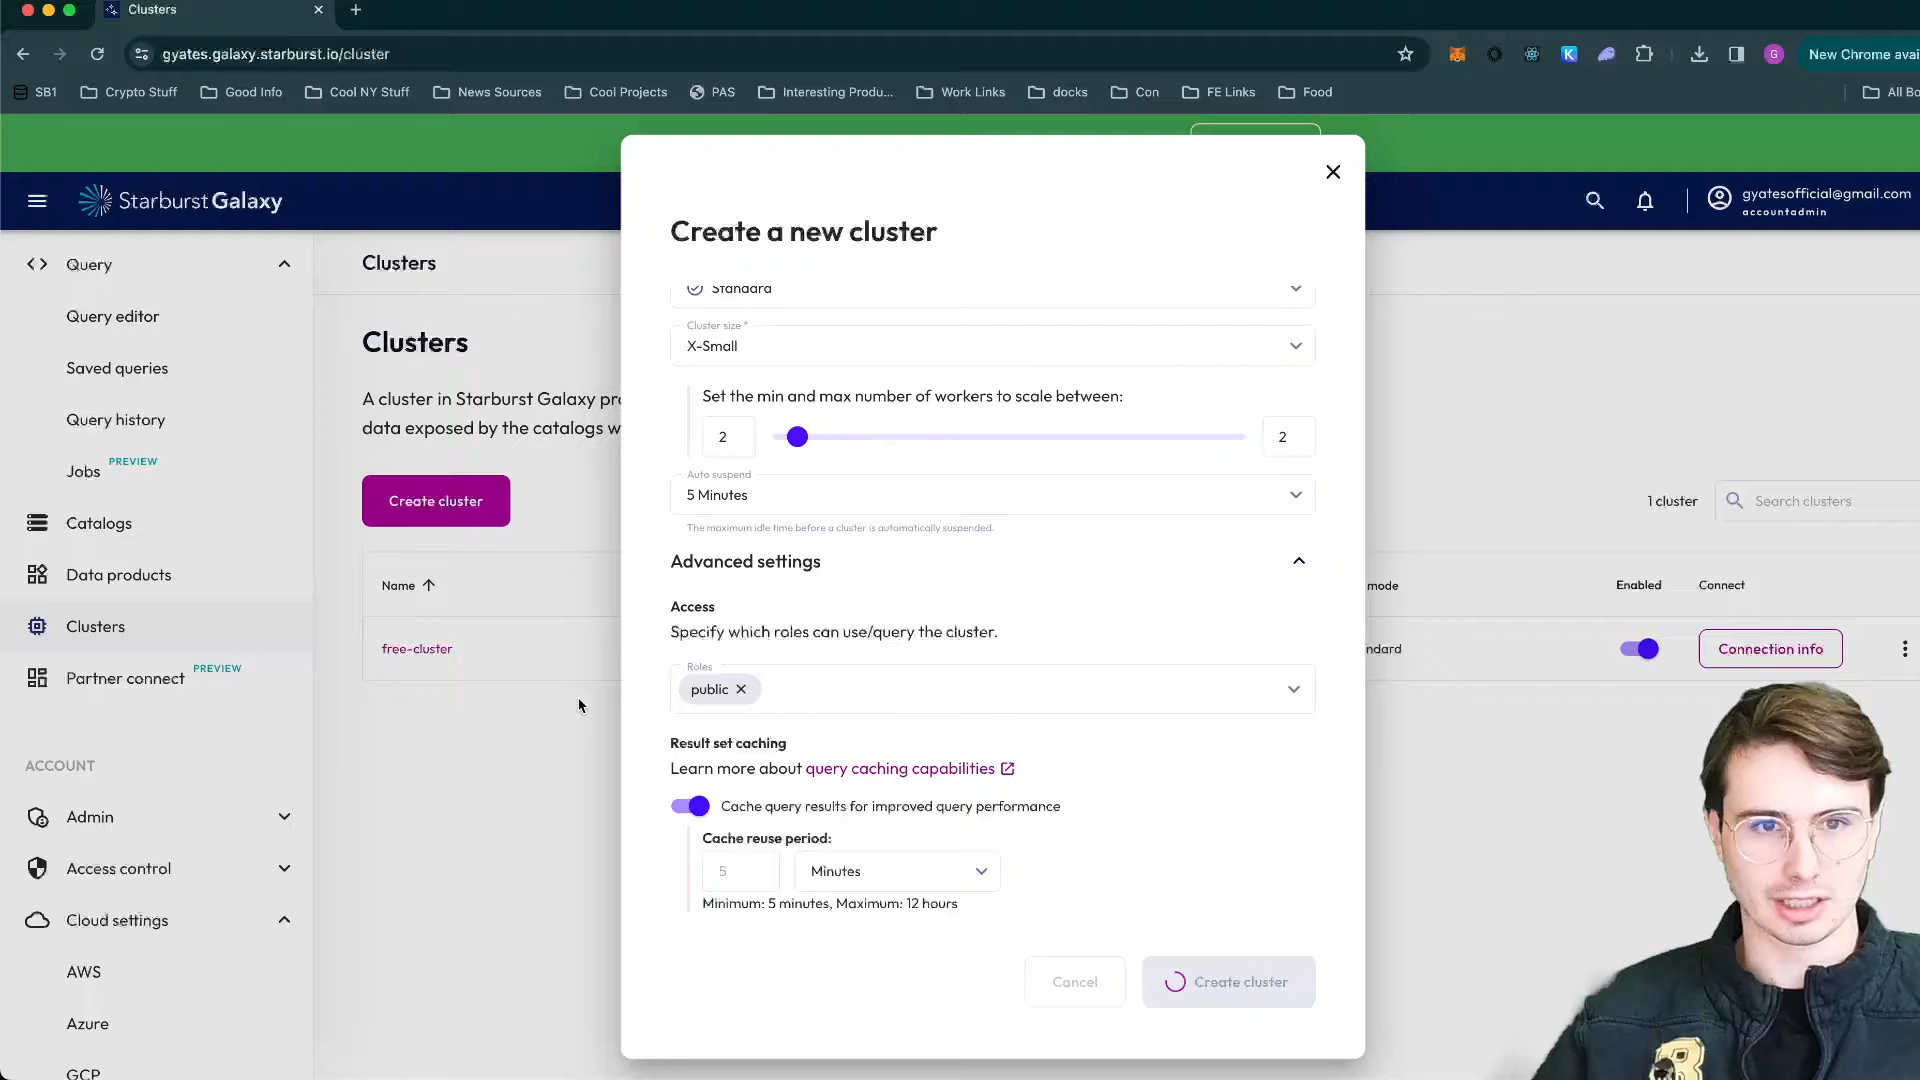 Clusters
gyates.galaxy.starburst.io/cluster
New Chrome avai
SB1 Crypto Stuff Good Info Cool NY Stuff News Sources Cool Projects PAS Interesting Produ... Work Links docks Con FE Links Food All Bo
Starburst Galaxy
gyatesofficial@gmail.com
accountadmin
Query
Query editor
Saved queries
Query history
Jobs PREVIEW
Catalogs
Data products
Clusters
Partner connect PREVIEW
ACCOUNT
Admin
Access control
Cloud settings
AWS
Azure
GCP
Clusters
Clusters
A cluster in Starburst Galaxy pr
data exposed by the catalogs w
Create cluster
1 cluster
Search clusters
Name
mode
Enabled
Connect
free-cluster
ndard
Connection info
Create a new cluster
Standard
Cluster size *
X-Small
Set the min and max number of workers to scale between:
2
2
Auto suspend
5 Minutes
The maximum idle time before a cluster is automatically suspended.
Advanced settings
Access
Specify which roles can use/query the cluster.
Roles
public
Result set caching
Learn more about query caching capabilities
Cache query results for improved query performance
Cache reuse period:
5
Minutes
Minimum: 5 minutes, Maximum: 12 hours
Cancel
Create cluster